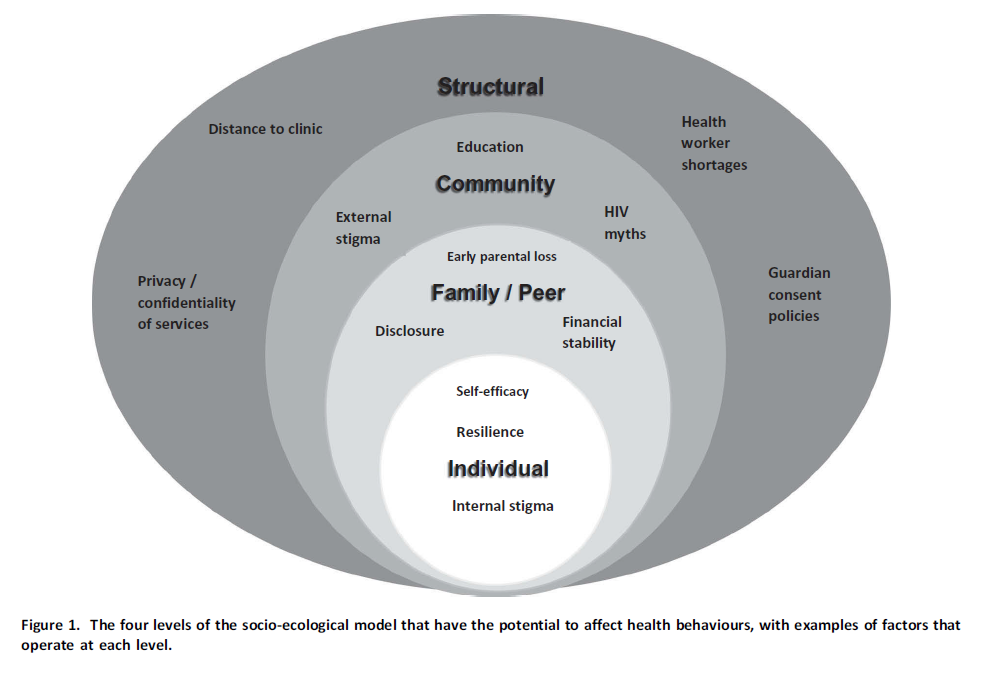 Structural
Distance to clinic
Health
worker
shortages
Education
Community
External
stigma
HIV
myths
Early parental loss
Privacy /
confidentiality
of services
Guardian
consent
policies
Family / Peer
Disclosure
Financial
stability
Self-efficacy
Resilience
Individual
Internal stigma
Figure 1. The four levels of the socio-ecological model that have the potential to affect health behaviours, with examples of factors that
operate at each level.